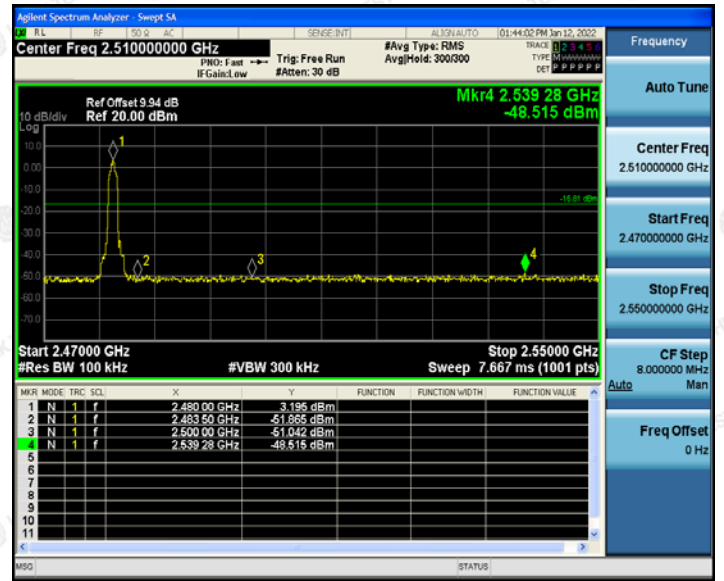 Agilent Spectrum Analyzer - Swept SA
RL RF 50 Ω AC SENSE:INT ALIGNAUTO 01:44:02 PM Jan 12, 2022
Center Freq 2.510000000 GHz
PNO: Fast
IFGain:Low
Trig: Free Run
#Atten: 30 dB
#Avg Type: RMS
Avg|Hold: 300/300
TRACE 1 2 3 4 5 6
TYPE M
DET P P P P P P
Ref Offset 9.94 dB
Ref 20.00 dBm
10 dB/div
Log
Mkr4 2.539 28 GHz
-48.515 dBm
10.0
0.00
-10.0
-20.0
-30.0
-40.0
-50.0
-60.0
-70.0
1
2
3
4
-16.81 dBm
Start 2.47000 GHz
Stop 2.55000 GHz
#Res BW 100 kHz
#VBW 300 kHz
Sweep 7.667 ms (1001 pts)
MKR MODE TRC SCL X Y FUNCTION FUNCTION WIDTH FUNCTION VALUE
1 N 1 f 2.480 00 GHz 3.195 dBm
2 N 1 f 2.483 50 GHz -51.865 dBm
3 N 1 f 2.500 00 GHz -51.042 dBm
4 N 1 f 2.539 28 GHz -48.515 dBm
5
6
7
8
9
10
11
MSG
STATUS
Frequency
Auto Tune
Center Freq
2.510000000 GHz
Start Freq
2.470000000 GHz
Stop Freq
2.550000000 GHz
CF Step
8.000000 MHz
Auto Man
Freq Offset
0 Hz